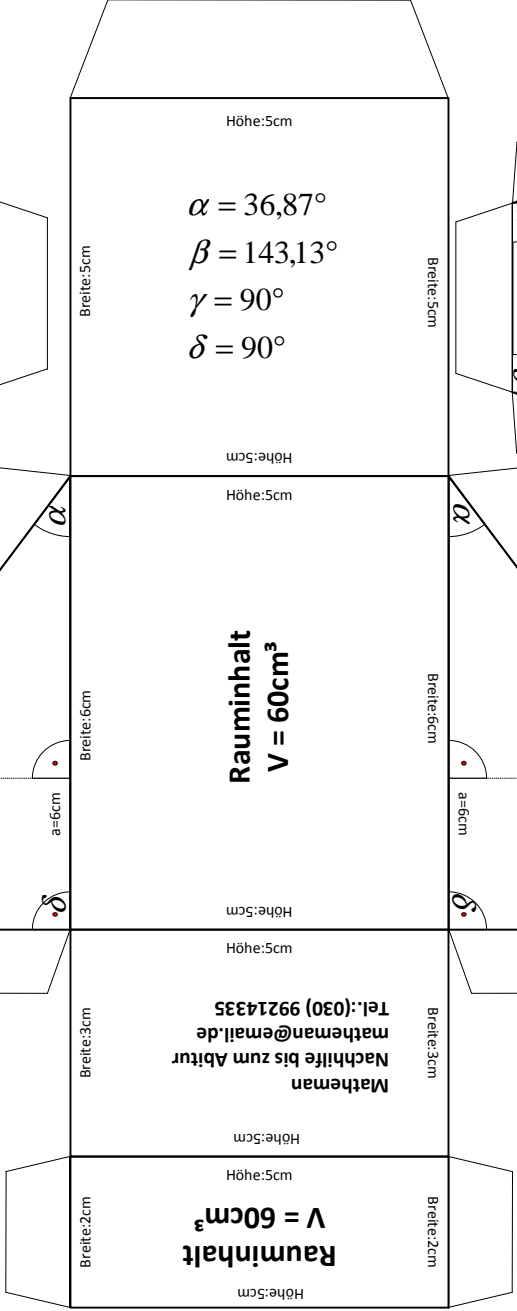 Höhe:5cm
α = 36,87°
β = 143,13°
γ = 90°
δ = 90°
Breite:5cm
Breite:5cm
Höhe:5cm
Höhe:5cm
α
α
Rauminhalt
V = 60cm³
Breite:6cm
Breite:6cm
a=6cm
a=6cm
δ
δ
Höhe:5cm
Höhe:5cm
Matheman
Nachhilfe bis zum Abitur
matheman@email.de
Tel.:(030) 99214335
Breite:3cm
Breite:3cm
Höhe:5cm
Höhe:5cm
Rauminhalt
V = 60cm³
Breite:2cm
Breite:2cm
Höhe:5cm